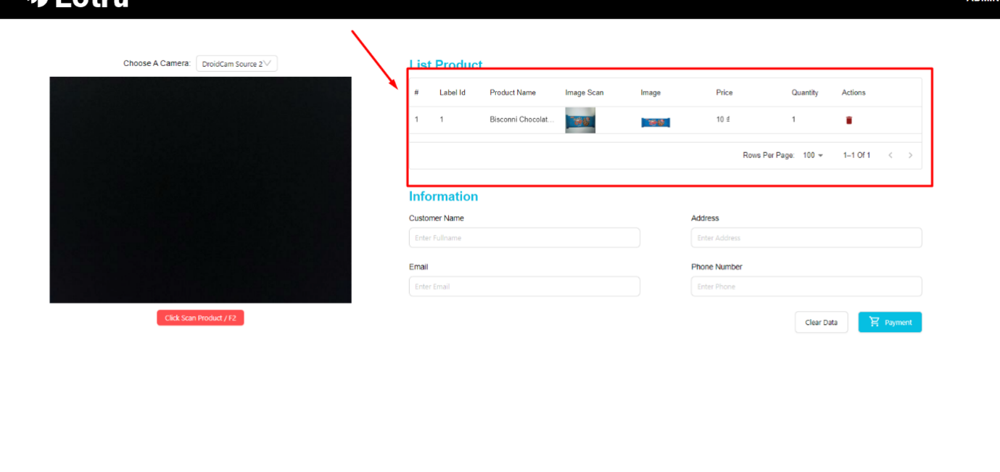 ADMIN
Choose A Camera: DroidCam Source 2
Click Scan Product / F2
List Product
# Label Id Product Name Image Scan Image Price Quantity Actions
1 1 Bisconni Chocolat... 10 ₫ 1
Rows Per Page: 100 1–1 Of 1
Information
Customer Name Address
Enter Fullname Enter Address
Email Phone Number
Enter Email Enter Phone
Clear Data Payment